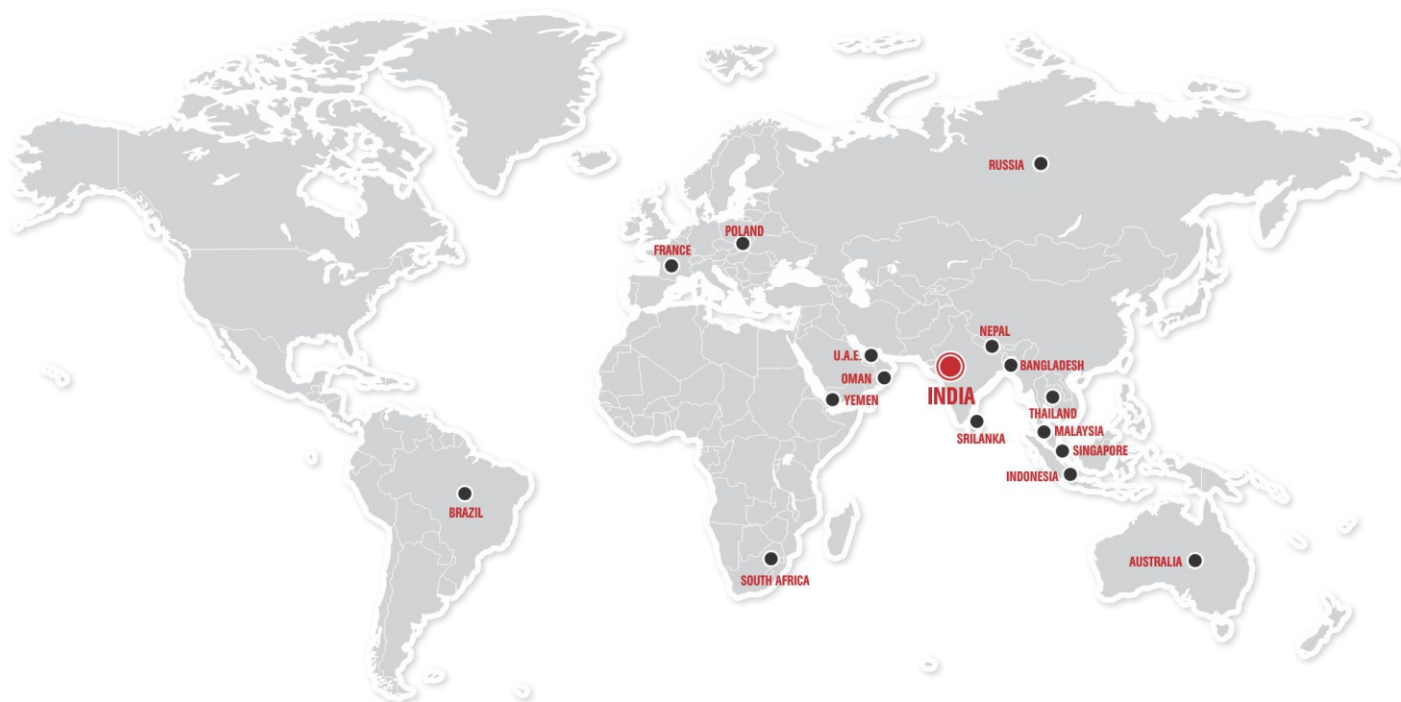 RUSSIA
POLAND
FRANCE
NEPAL
U.A.E.
BANGLADESH
OMAN
INDIA
YEMEN
THAILAND
MALAYSIA
SRILANKA
SINGAPORE
INDONESIA
BRAZIL
AUSTRALIA
SOUTH AFRICA